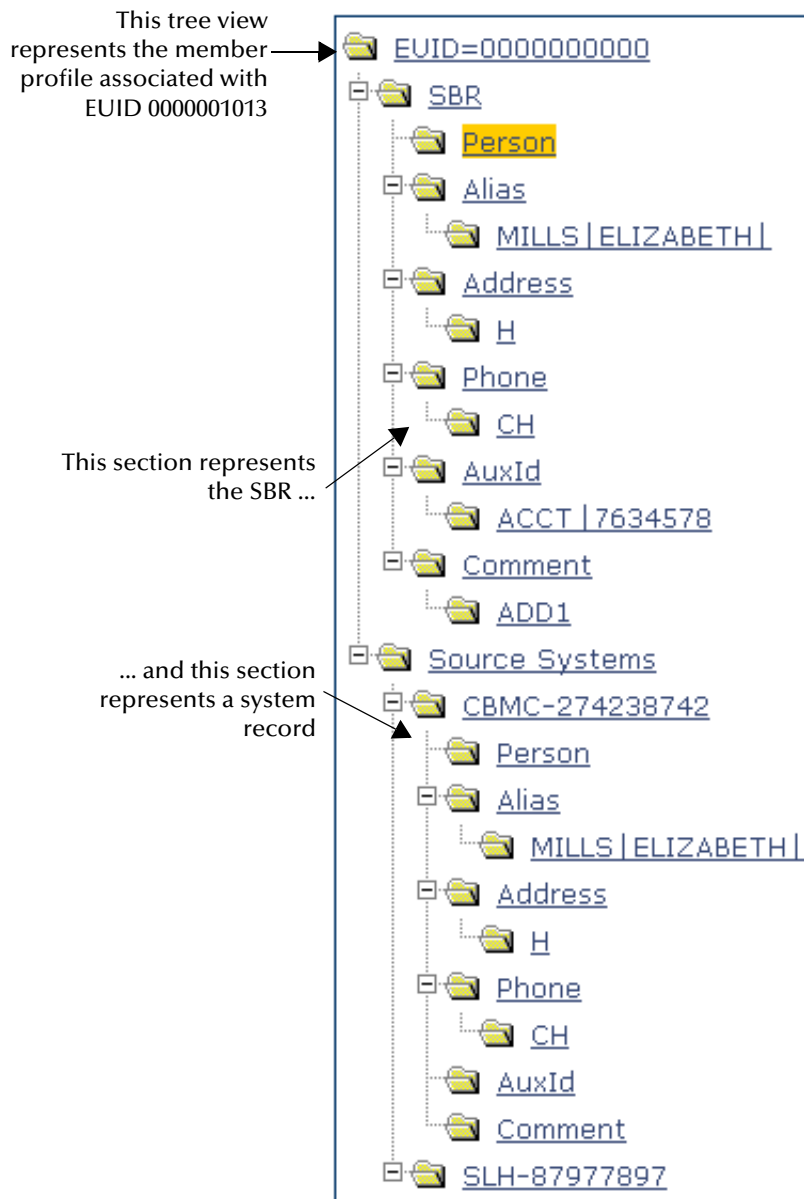 This tree view
represents the member
profile associated with
EUID 0000001013
EUID=0000000000
SBR
Person
Alias
MILLS|ELIZABETH|
Address
H
Phone
CH
This section represents
the SBR ...
AuxId
ACCT|7634578
Comment
ADD1
Source Systems
... and this section
represents a system
record
CBMC-274238742
Person
Alias
MILLS|ELIZABETH|
Address
H
Phone
CH
AuxId
Comment
SLH-87977897